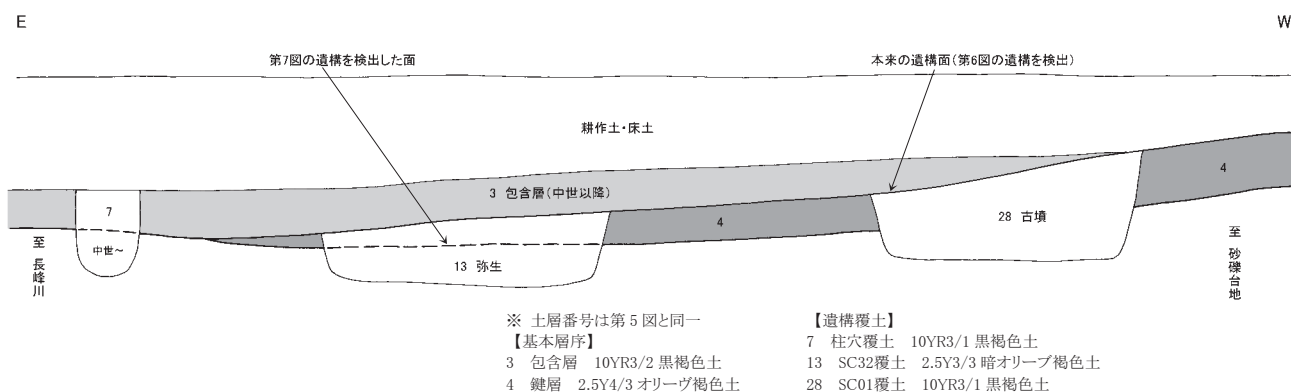 E
W
第7図の遺構を検出した面
本来の遺構面(第6図の遺構を検出)
耕作土・床土
3 包含層(中世以降)
7
4
4
28 古墳
中世~
13 弥生
至 長峰川
至 砂礫台地
※ 土層番号は第5図と同一
【基本層序】
3 包含層 10YR3/2 黒褐色土
4 鍵層 2.5Y4/3 オリーヴ褐色土
【遺構覆土】
7 柱穴覆土 10YR3/1 黒褐色土
13 SC32覆土 2.5Y3/3 暗オリーブ褐色土
28 SC01覆土 10YR3/1 黒褐色土